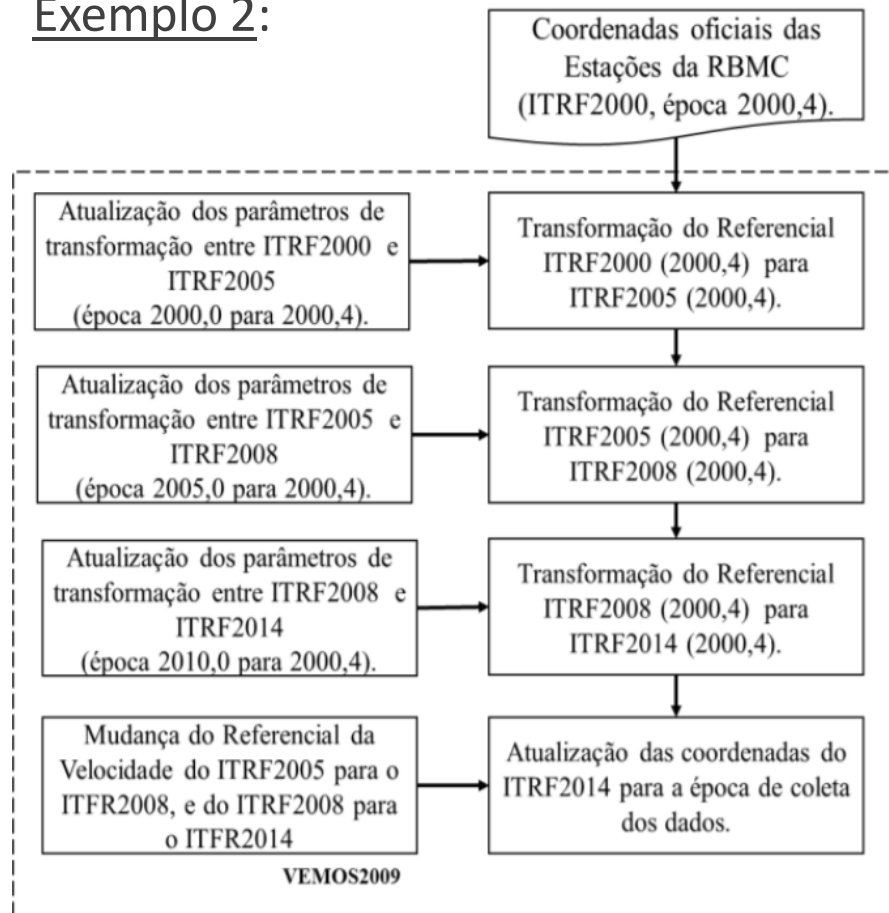 Exemplo 2:
Coordenadas oficiais das
Estações da RBMC
(ITRF2000, época 2000,4).
Atualização dos parâmetros de
transformação entre ITRF2000 e
ITRF2005
(época 2000,0 para 2000,4).
Transformação do Referencial
ITRF2000 (2000,4) para
ITRF2005 (2000,4).
Atualização dos parâmetros de
transformação entre ITRF2005 e
ITRF2008
(época 2005,0 para 2000,4).
Transformação do Referencial
ITRF2005 (2000,4) para
ITRF2008 (2000,4).
Atualização dos parâmetros de
transformação entre ITRF2008 e
ITRF2014
(época 2010,0 para 2000,4).
Transformação do Referencial
ITRF2008 (2000,4) para
ITRF2014 (2000,4).
Mudança do Referencial da
Velocidade do ITRF2005 para o
ITFR2008, e do ITRF2008 para
o ITFR2014
Atualização das coordenadas do
ITRF2014 para a época de coleta
dos dados.
VEMOS2009